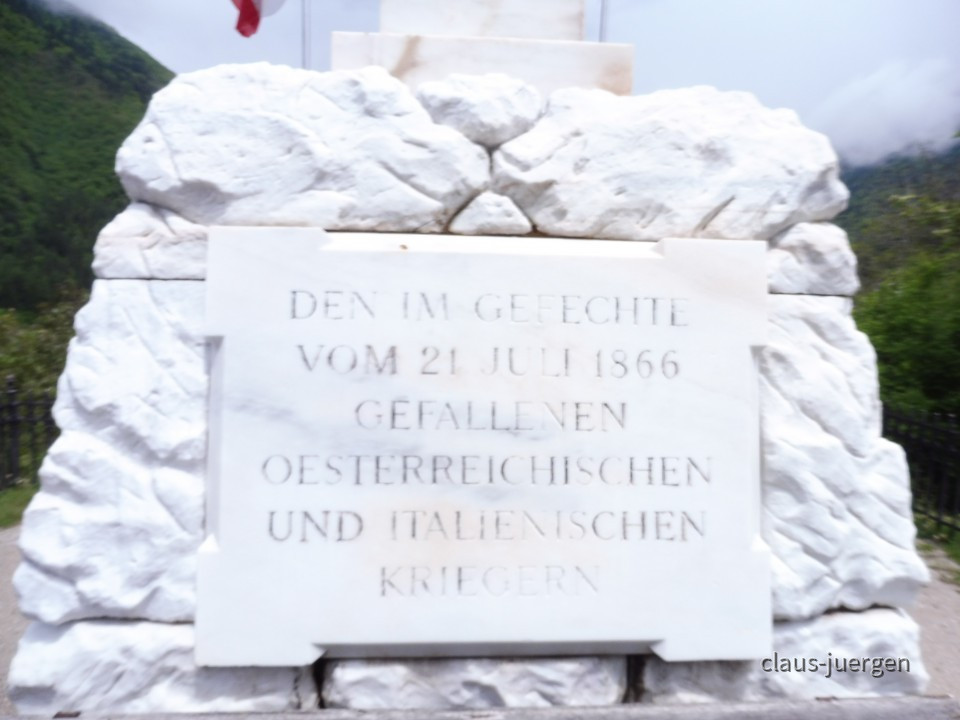 DEN IM GEFECHTE
VOM 21 JULI 1866
GEFALLENEN
OESTERREICHISCHEN
UND ITALIENISCHEN
KRIEGERN
claus-juergen